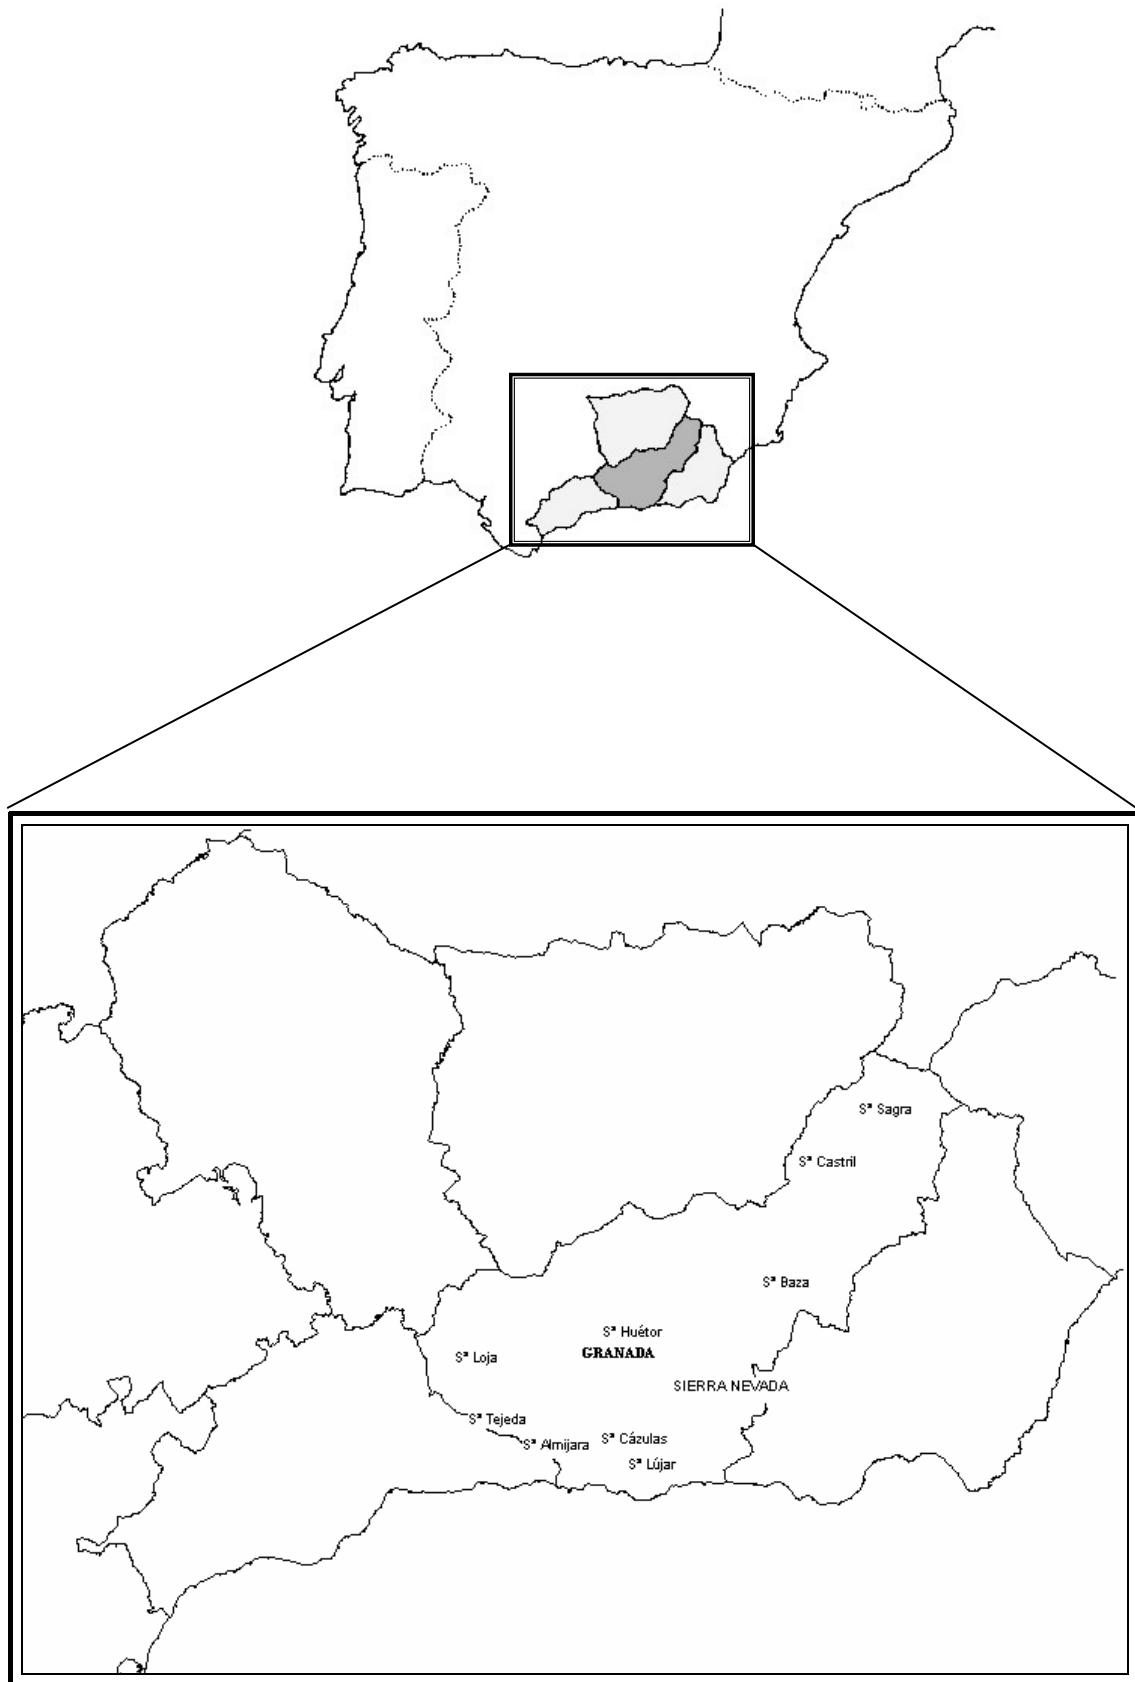 Sª Sagra
Sª Castril
Sª Baza
Sª Huétor
GRANADA
Sª Loja
SIERRA NEVADA
Sª Tejeda
Sª Almijara
Sª Cázulas
Sª Lújar